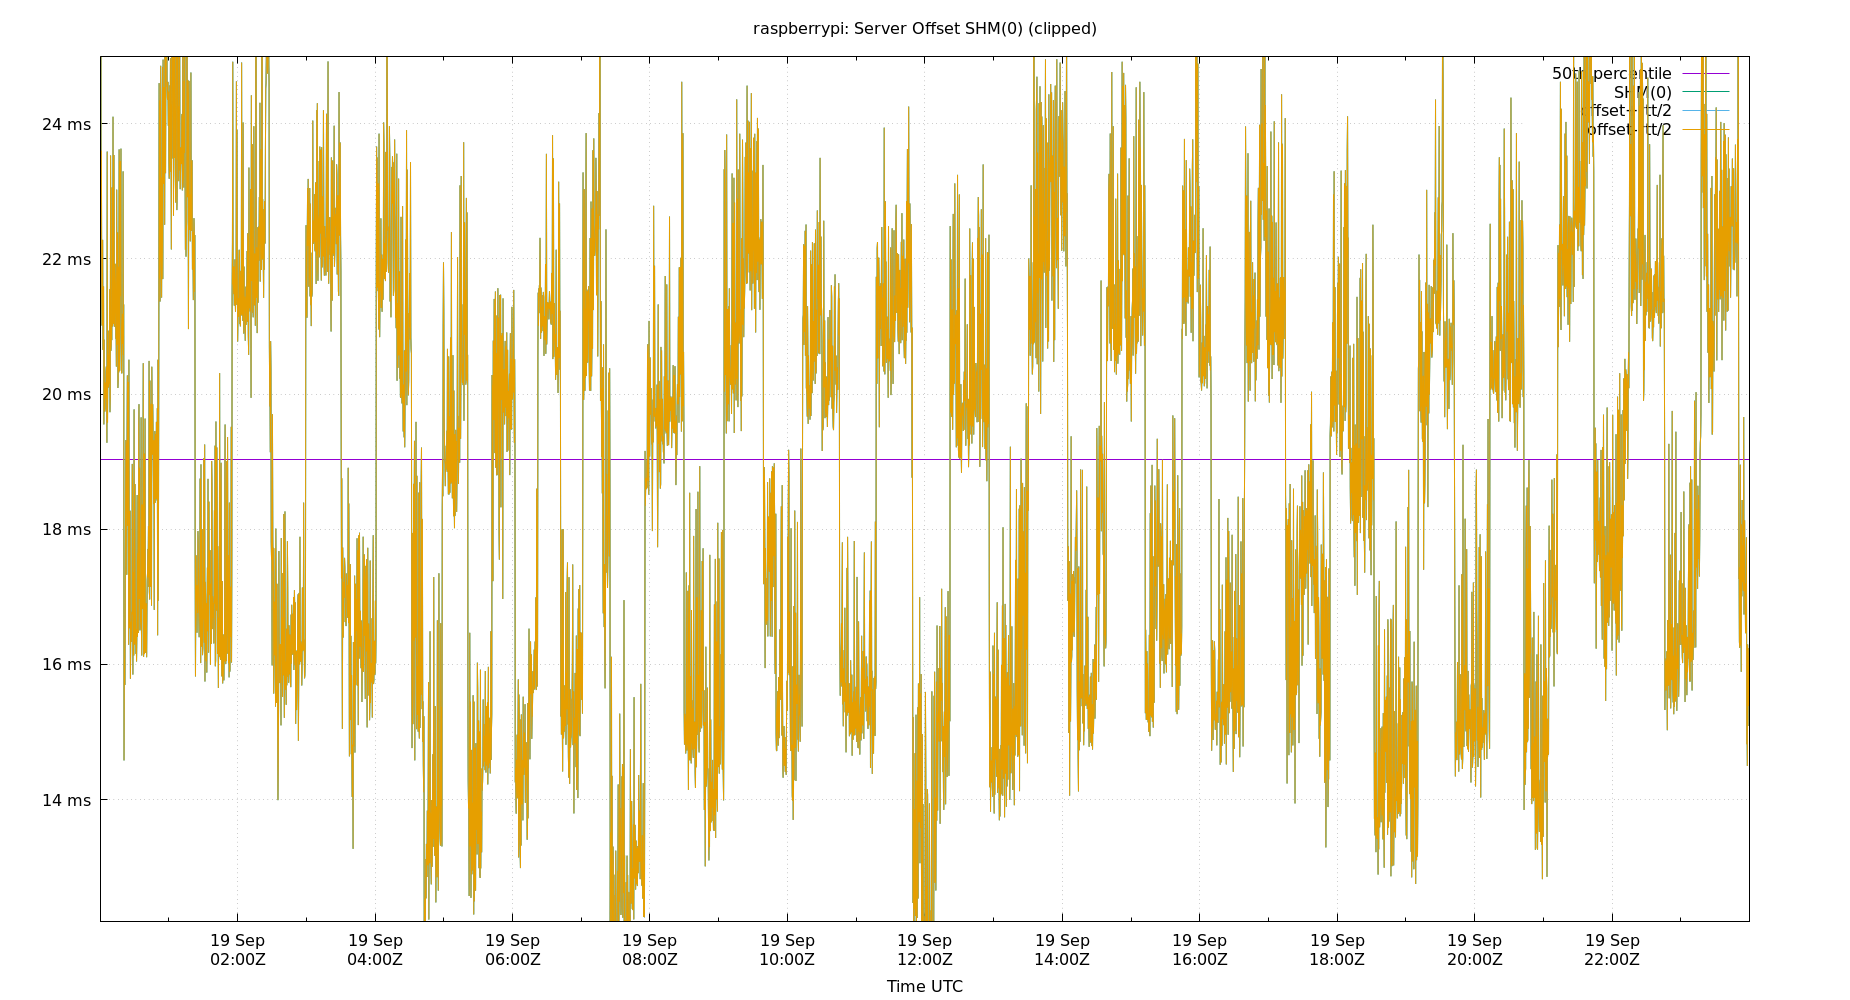 raspberrypi: Server Offset SHM(0) (clipped)
50th percentile
SHM(0)
offset+rtt/2
offset-rtt/2
24 ms
22 ms
20 ms
18 ms
16 ms
14 ms
19 Sep 19 Sep 19 Sep 19 Sep 19 Sep 19 Sep 19 Sep 19 Sep 19 Sep 19 Sep 19 Sep
02:00Z 04:00Z 06:00Z 08:00Z 10:00Z 12:00Z 14:00Z 16:00Z 18:00Z 20:00Z 22:00Z
Time UTC